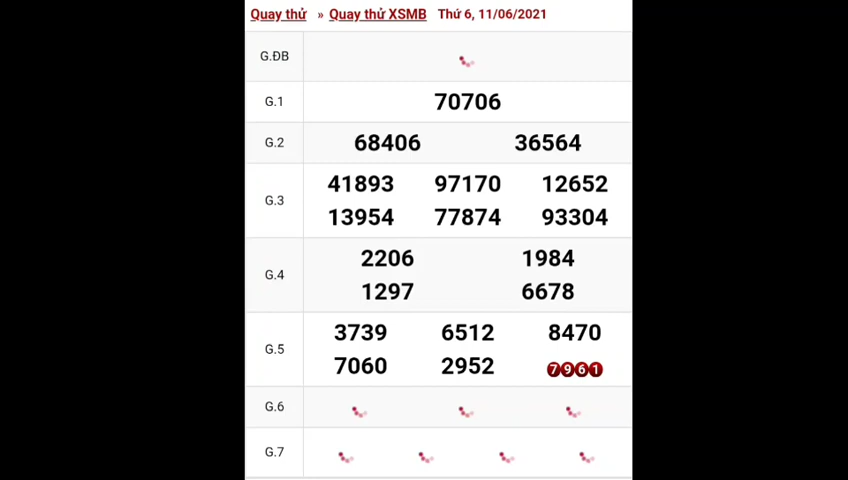 Quay thử » Quay thử XSMB Thứ 6, 11/06/2021
G.ĐB
G.1 70706
G.2 68406 36564
G.3 41893 97170 12652
13954 77874 93304
G.4 2206 1984
1297 6678
G.5 3739 6512 8470
7060 2952 7961
G.6
G.7